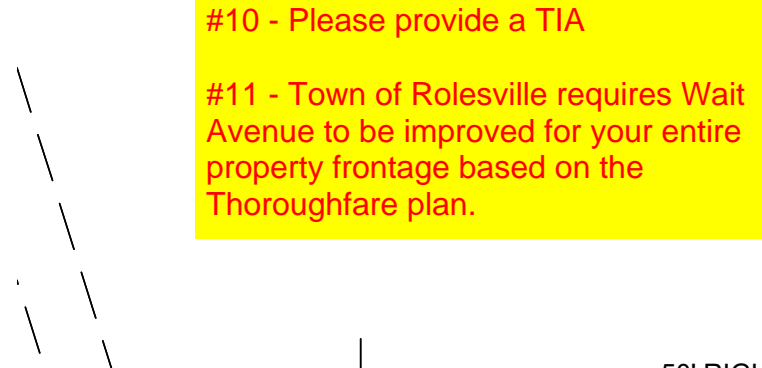 #10 - Please provide a TIA
#11 - Town of Rolesville requires Wait
Avenue to be improved for your entire
property frontage based on the
Thoroughfare plan.